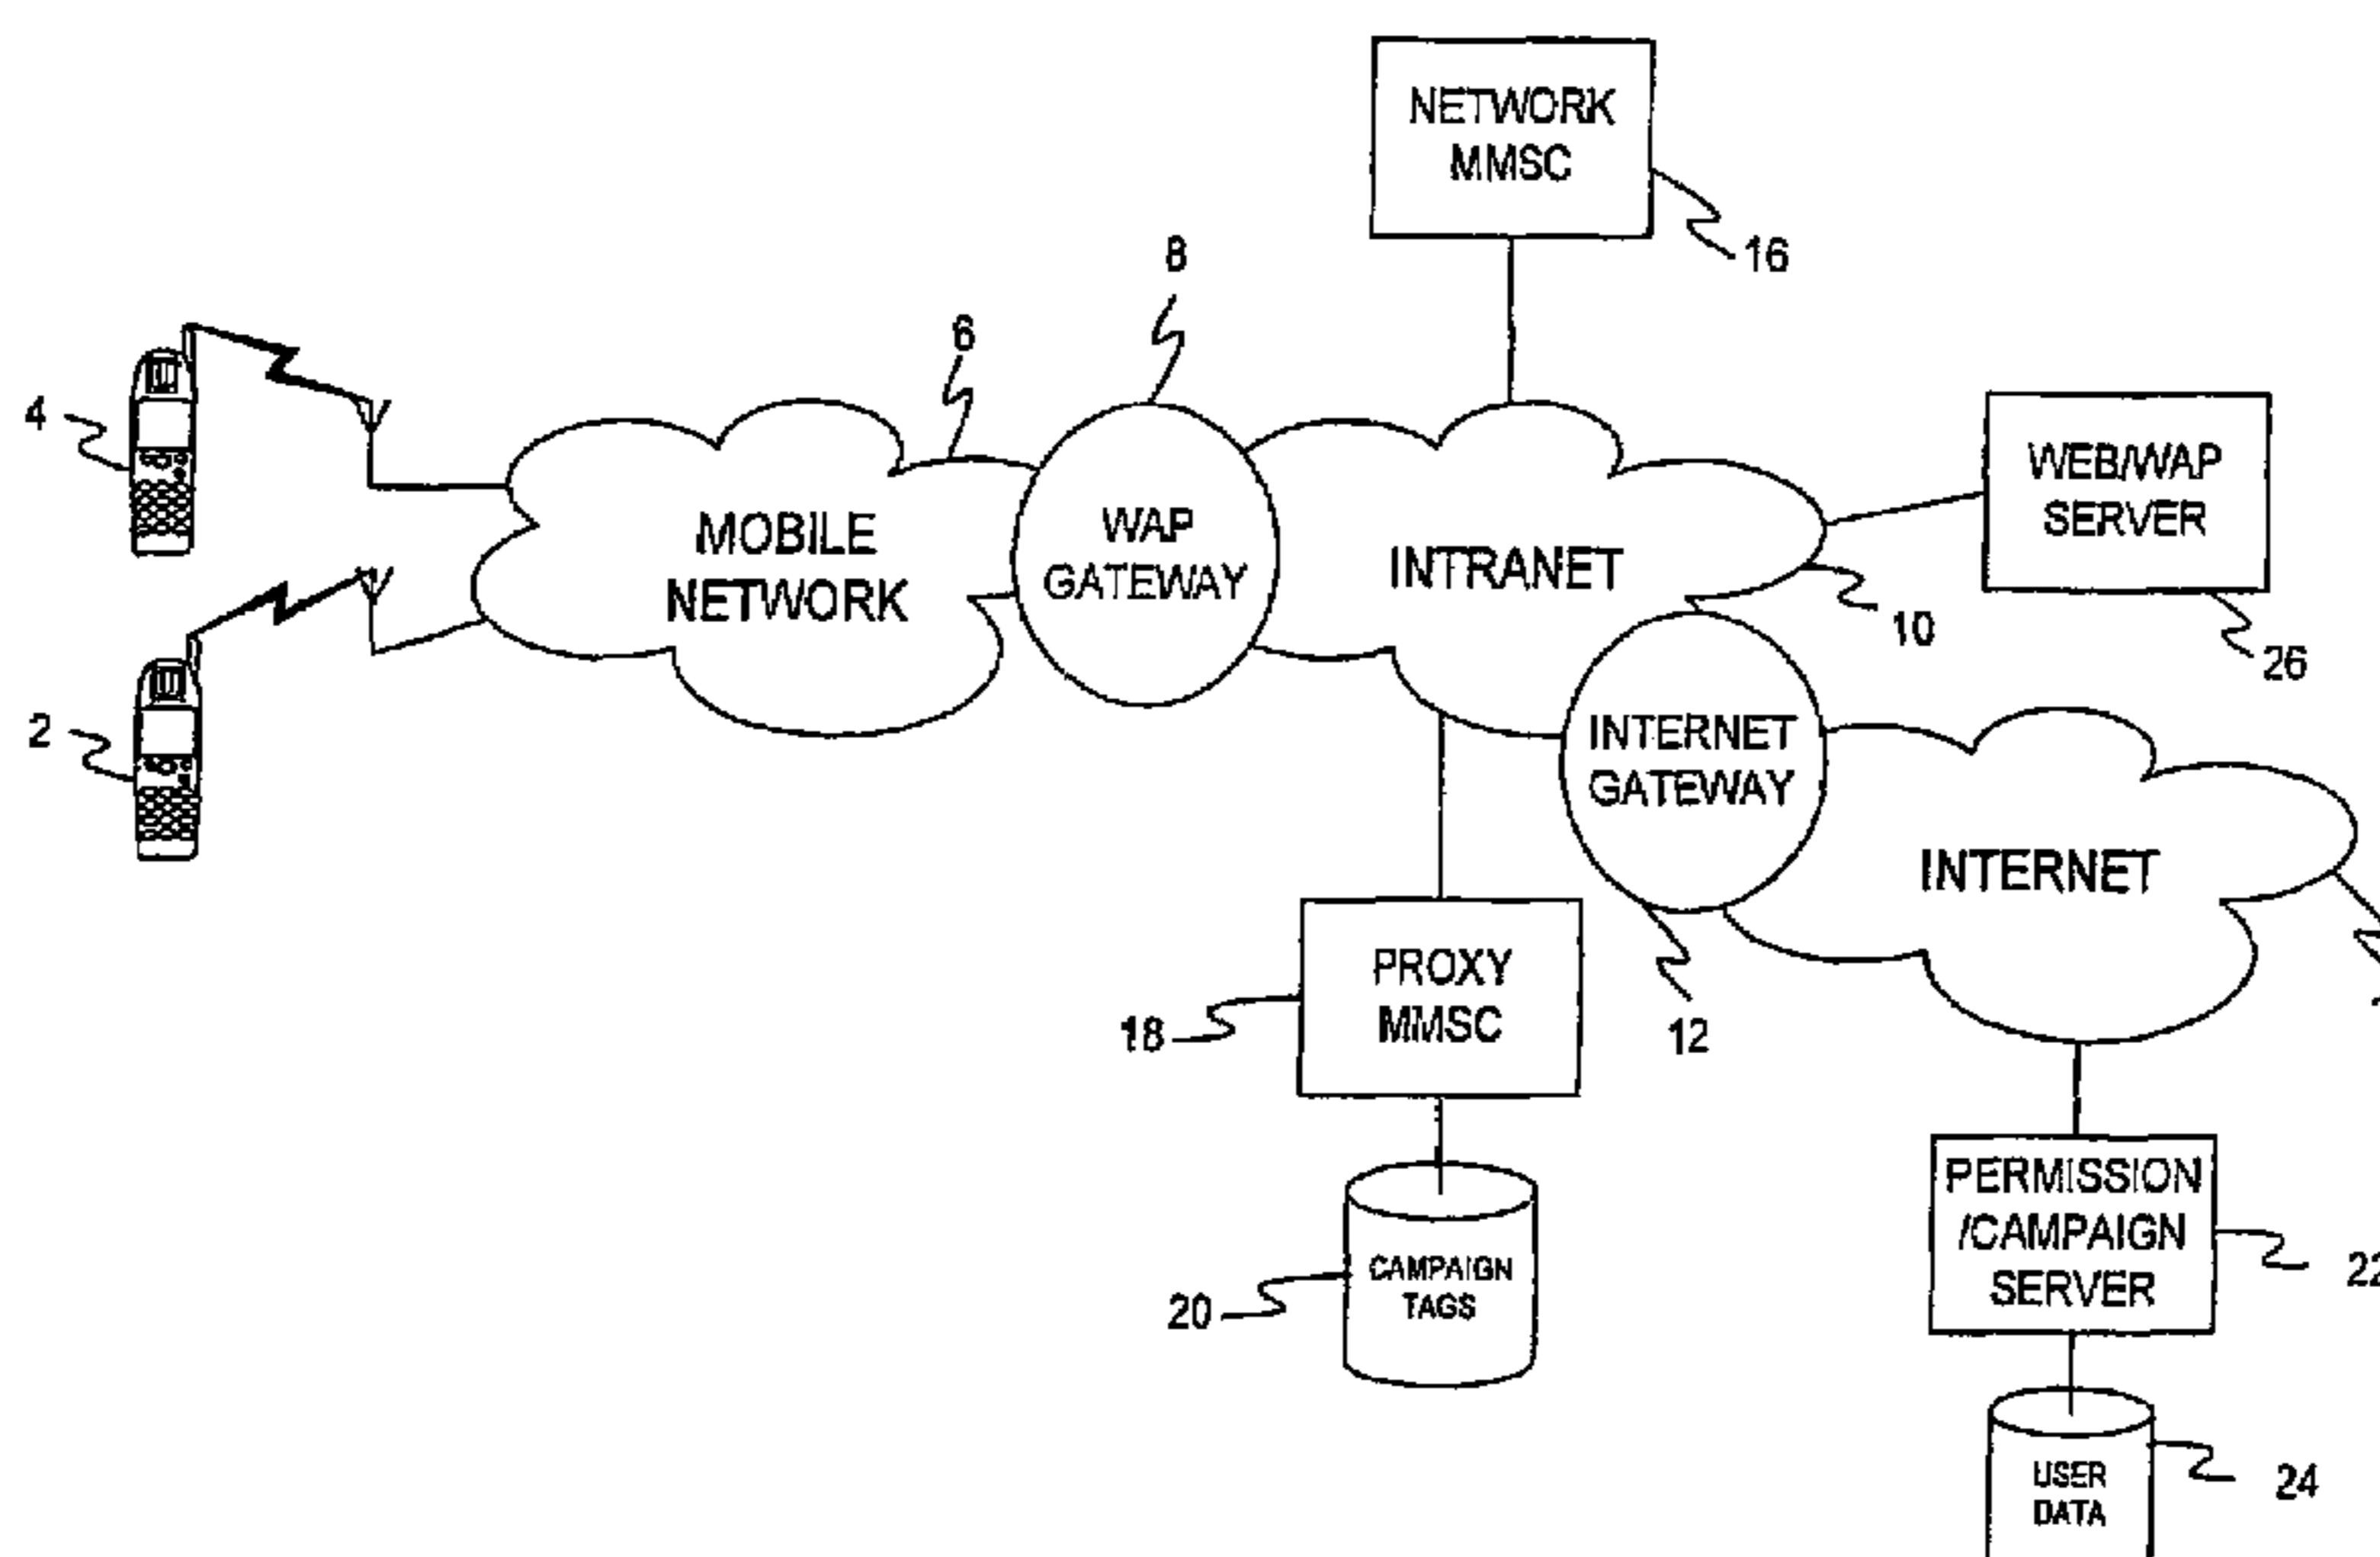 NETWORK
MMSC
16
8
6
4
WEB/WAP
SERVER
MOBILE
NETWORK
WAP
GATEWAY
INTRANET
10
26
2
INTERNET
GATEWAY
INTERNET
PROXY
MMSC
18
12
PERMISSION
/CAMPAIGN
SERVER
22
CAMPAIGN
TAGS
20
USER
DATA
24